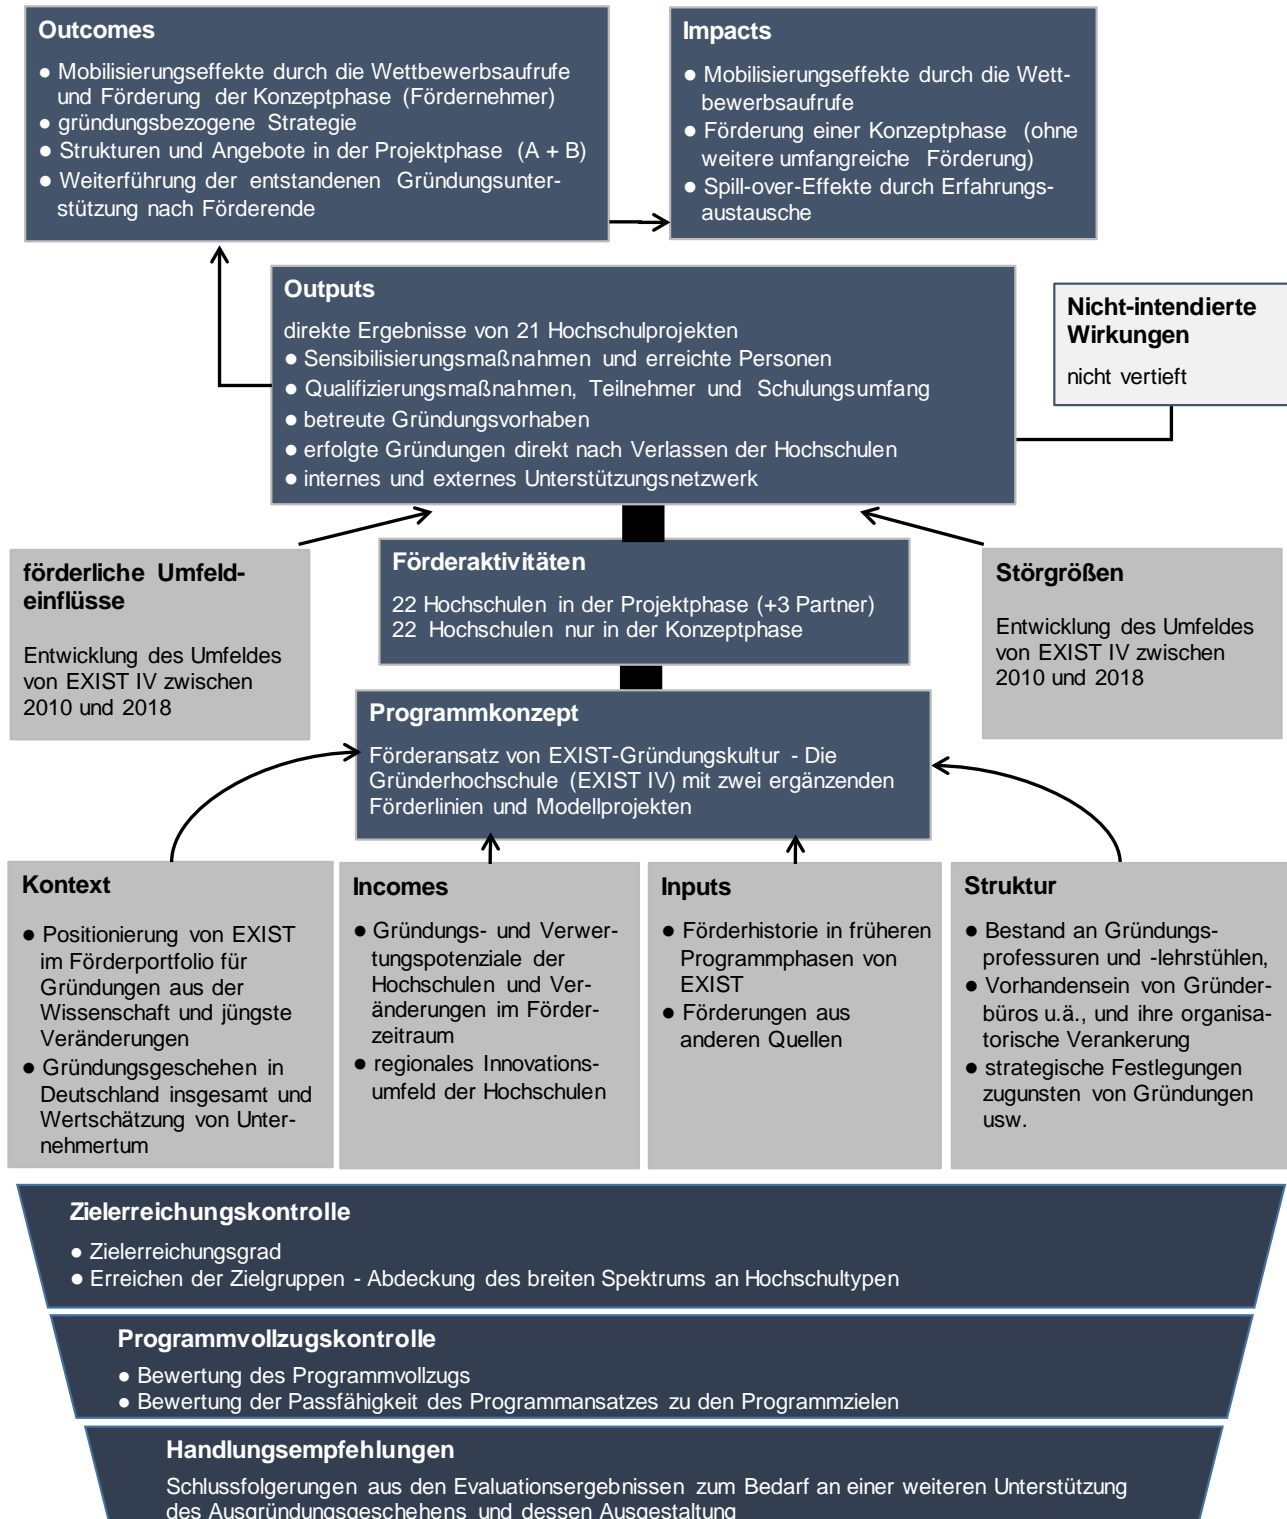 Outcomes
● Mobilisierungseffekte durch die Wettbewerbsaufrufe
und Förderung der Konzeptphase (Fördernehmer)
● gründungsbezogene Strategie
● Strukturen und Angebote in der Projektphase (A + B)
● Weiterführung der entstandenen Gründungsunter-
stützung nach Förderende
Impacts
● Mobilisierungseffekte durch die Wett-
bewerbsaufrufe
● Förderung einer Konzeptphase (ohne
weitere umfangreiche Förderung)
● Spill-over-Effekte durch Erfahrungs-
austausche
Outputs
direkte Ergebnisse von 21 Hochschulprojekten
● Sensibilisierungsmaßnahmen und erreichte Personen
● Qualifizierungsmaßnahmen, Teilnehmer und Schulungsumfang
● betreute Gründungsvorhaben
● erfolgte Gründungen direkt nach Verlassen der Hochschulen
● internes und externes Unterstützungsnetzwerk
Nicht-intendierte
Wirkungen
nicht vertieft
förderliche Umfeld-
einflüsse
Entwicklung des Umfeldes
von EXIST IV zwischen
2010 und 2018
Förderaktivitäten
22 Hochschulen in der Projektphase (+3 Partner)
22 Hochschulen nur in der Konzeptphase
Störgrößen
Entwicklung des Umfeldes
von EXIST IV zwischen
2010 und 2018
Programmkonzept
Förderansatz von EXIST-Gründungskultur - Die
Gründerhochschule (EXIST IV) mit zwei ergänzenden
Förderlinien und Modellprojekten
Kontext
● Positionierung von EXIST
im Förderportfolio für
Gründungen aus der
Wissenschaft und jüngste
Veränderungen
● Gründungsgeschehen in
Deutschland insgesamt und
Wertschätzung von Unter-
nehmertum
Incomes
● Gründungs- und Verwer-
tungspotenziale der
Hochschulen und Ver-
änderungen im Förder-
zeitraum
● regionales Innovations-
umfeld der Hochschulen
Inputs
● Förderhistorie in früheren
Programmphasen von
EXIST
● Förderungen aus
anderen Quellen
Struktur
● Bestand an Gründungs-
professuren und -lehrstühlen,
● Vorhandensein von Gründer-
büros u.ä., und ihre organisa-
torische Verankerung
● strategische Festlegungen
zugunsten von Gründungen
usw.
Zielerreichungskontrolle
● Zielerreichungsgrad
● Erreichen der Zielgruppen - Abdeckung des breiten Spektrums an Hochschultypen
Programmvollzugskontrolle
● Bewertung des Programmvollzugs
● Bewertung der Passfähigkeit des Programmansatzes zu den Programmzielen
Handlungsempfehlungen
Schlussfolgerungen aus den Evaluationsergebnissen zum Bedarf an einer weiteren Unterstützung
des Ausgründungsgeschehens und dessen Ausgestaltung